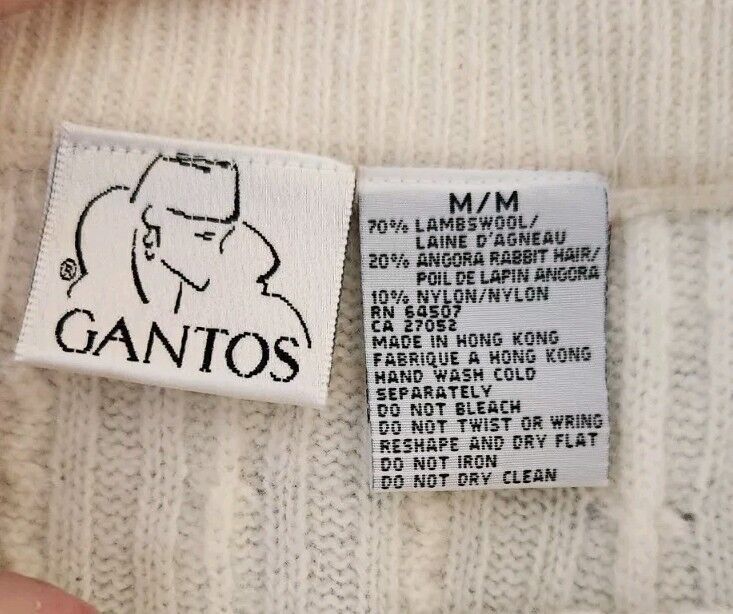 ®
GANTOS
M/M
70% LAMBSWOOL/
LAINE D'AGNEAU
20% ANGORA RABBIT HAIR/
POIL DE LAPIN ANGORA
10% NYLON/NYLON
RN 64507
CA 27052
MADE IN HONG KONG
FABRIQUE A HONG KONG
HAND WASH COLD
SEPARATELY
DO NOT BLEACH
DO NOT TWIST OR WRING
RESHAPE AND DRY FLAT
DO NOT IRON
DO NOT DRY CLEAN